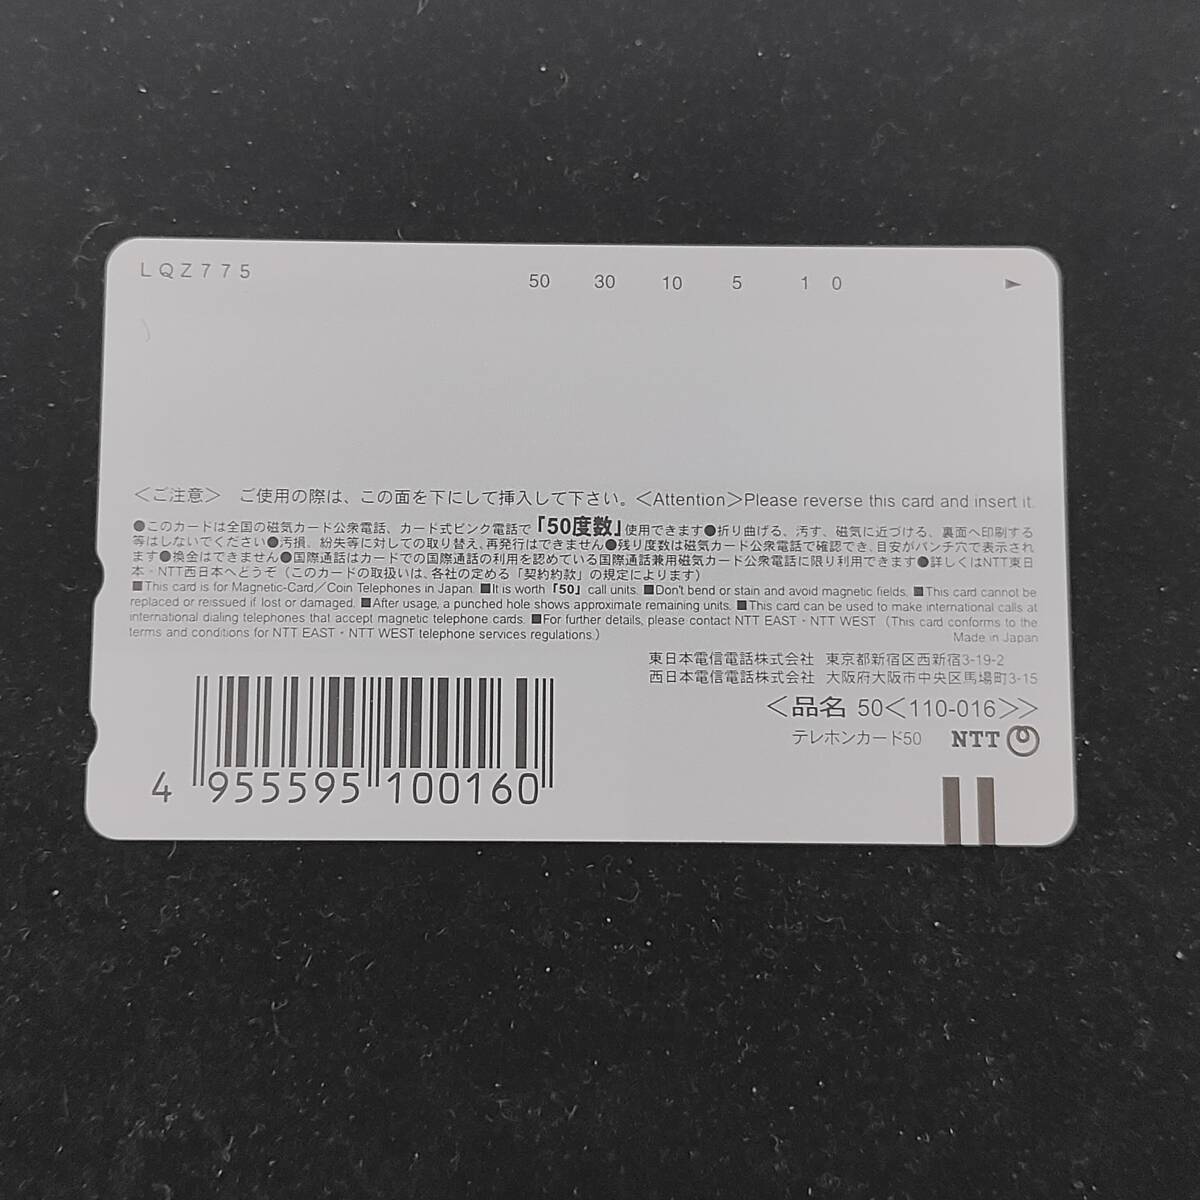 LQZ775
50 30 10 5 1 0
＜ご注意＞ ご使用の際は、この面を下にして挿入して下さい。＜Attention＞Please reverse this card and insert it.
●このカードは全国の磁気カード公衆電話、カード式ピンク電話で「50度数」使用できます●折り曲げる、汚す、磁気に近づける、裏面へ印刷する
等はしないでください●汚損、紛失等に対しての取り替え、再発行はできません●残り度数は磁気カード公衆電話で確認でき、目安がパンチ穴で表示され
ます●換金はできません●国際通話はカードでの国際通話の利用を認めている国際通話兼用磁気カード公衆電話に限り利用できます●詳しくはNTT東日
本・NTT西日本へどうぞ（このカードの取扱いは、各社の定める「契約約款」の規定によります）
■This card is for Magnetic-Card／Coin Telephones in Japan. ■It is worth「50」call units. ■Don't bend or stain and avoid magnetic fields. ■This card cannot be
replaced or reissued if lost or damaged. ■After usage, a punched hole shows approximate remaining units. ■This card can be used to make international calls at
international dialing telephones that accept magnetic telephone cards. ■For further details, please contact NTT EAST・NTT WEST（This card conforms to the
terms and conditions for NTT EAST・NTT WEST telephone services regulations.） Made in Japan
東日本電信電話株式会社 東京都新宿区西新宿3-19-2
西日本電信電話株式会社 大阪府大阪市中央区馬場町3-15
＜品名 50＜110-016＞＞
テレホンカード50 NTT
4 955595 100160